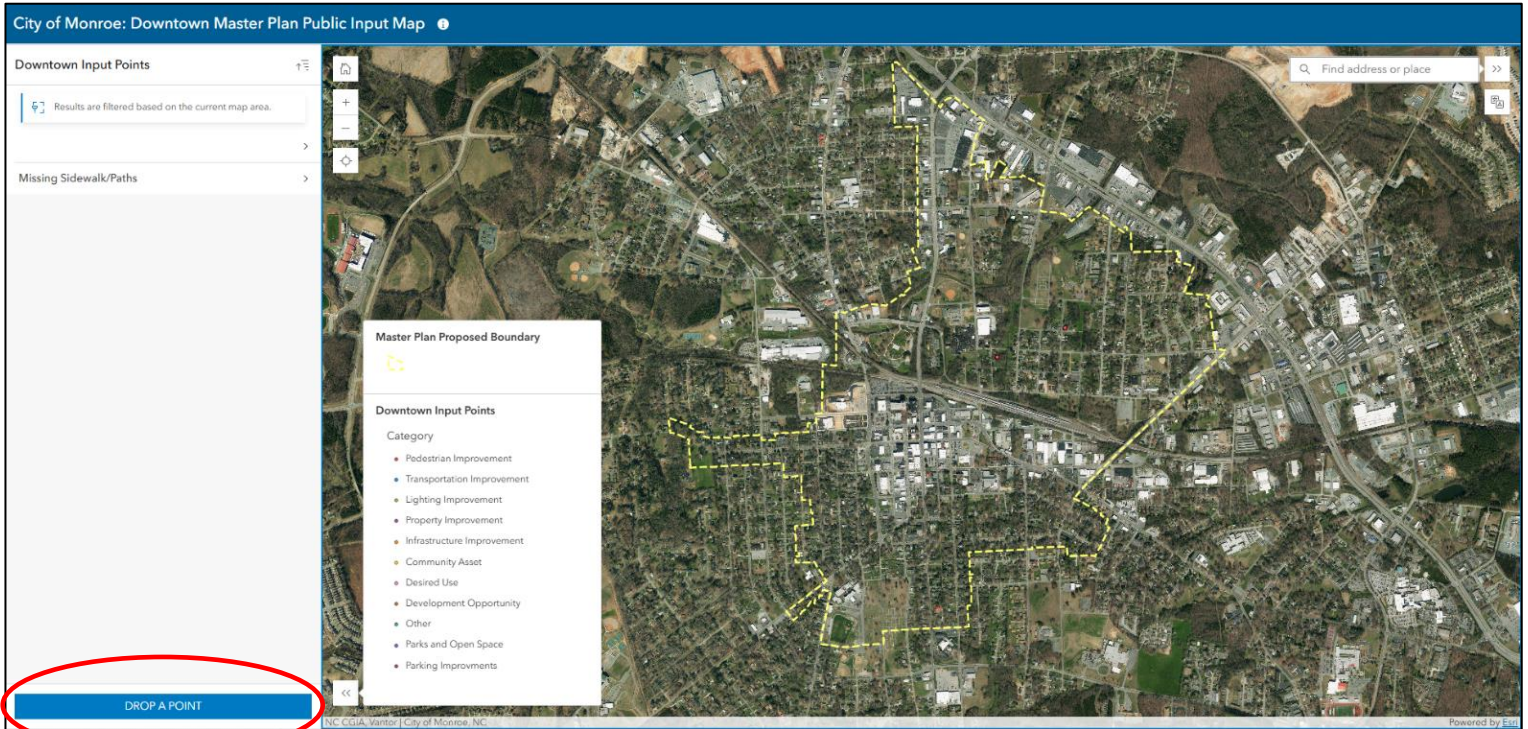 City of Monroe: Downtown Master Plan Public Input Map
Downtown Input Points
Results are filtered based on the current map area.
Missing Sidewalk/Paths
DROP A POINT
Find address or place
Master Plan Proposed Boundary
Downtown Input Points
Category
Pedestrian Improvement
Transportation Improvement
Lighting Improvement
Property Improvement
Infrastructure Improvement
Community Asset
Desired Use
Development Opportunity
Other
Parks and Open Space
Parking Improvments
NC CGIA, Vantor | City of Monroe, NC
Powered by Esri